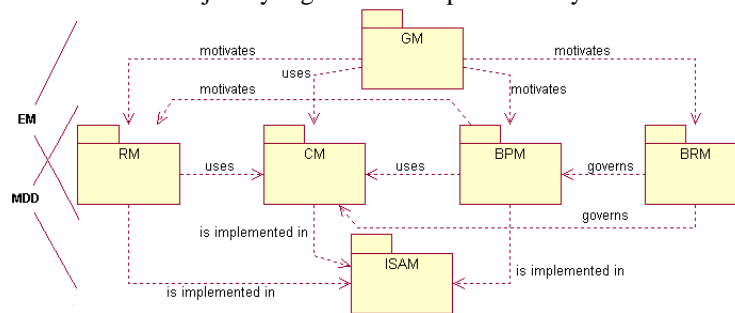 GM
motivates
motivates
uses
motivates
motivates
EM
RM
CM
BPM
BRM
uses
uses
governs
MDD
governs
is implemented in
ISAM
is implemented in
is implemented in